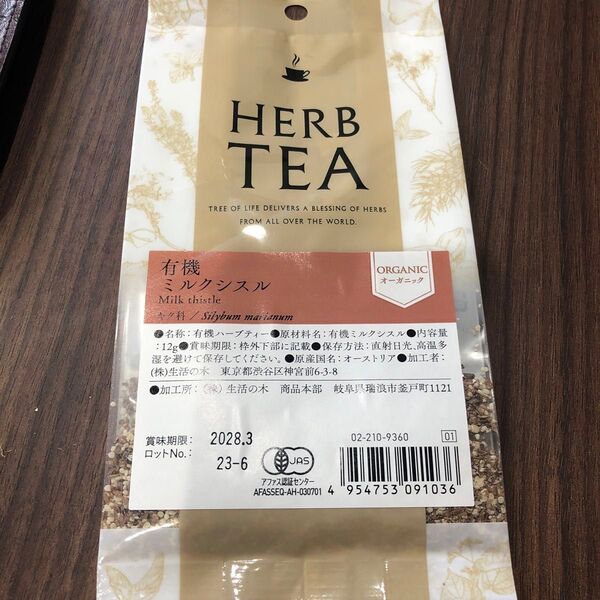 HERB
TEA
TREE OF LIFE DELIVERS A BLESSING OF HERBS
FROM ALL OVER THE WORLD.
有機
ミルクシスル
Milk thistle
キク科 / Silybum marianum
ORGANIC
オーガニック
●名称:有機ハーブティー●原材料名:有機ミルクシスル●内容量
:12g●賞味期限:枠外下部に記載●保存方法:直射日光、高温多
湿を避けて保存してください。●原産国名:オーストリア●加工者:
(株)生活の木 東京都渋谷区神宮前6-3-8
●加工所:(株)生活の木 商品本部 岐阜県瑞浪市釜戸町1121
賞味期限: 2028.3
ロットNo.: 23-6
JAS
アファス認証センター
AFASSEQ-AH-030701
02-210-9360
01
4 954753 091036